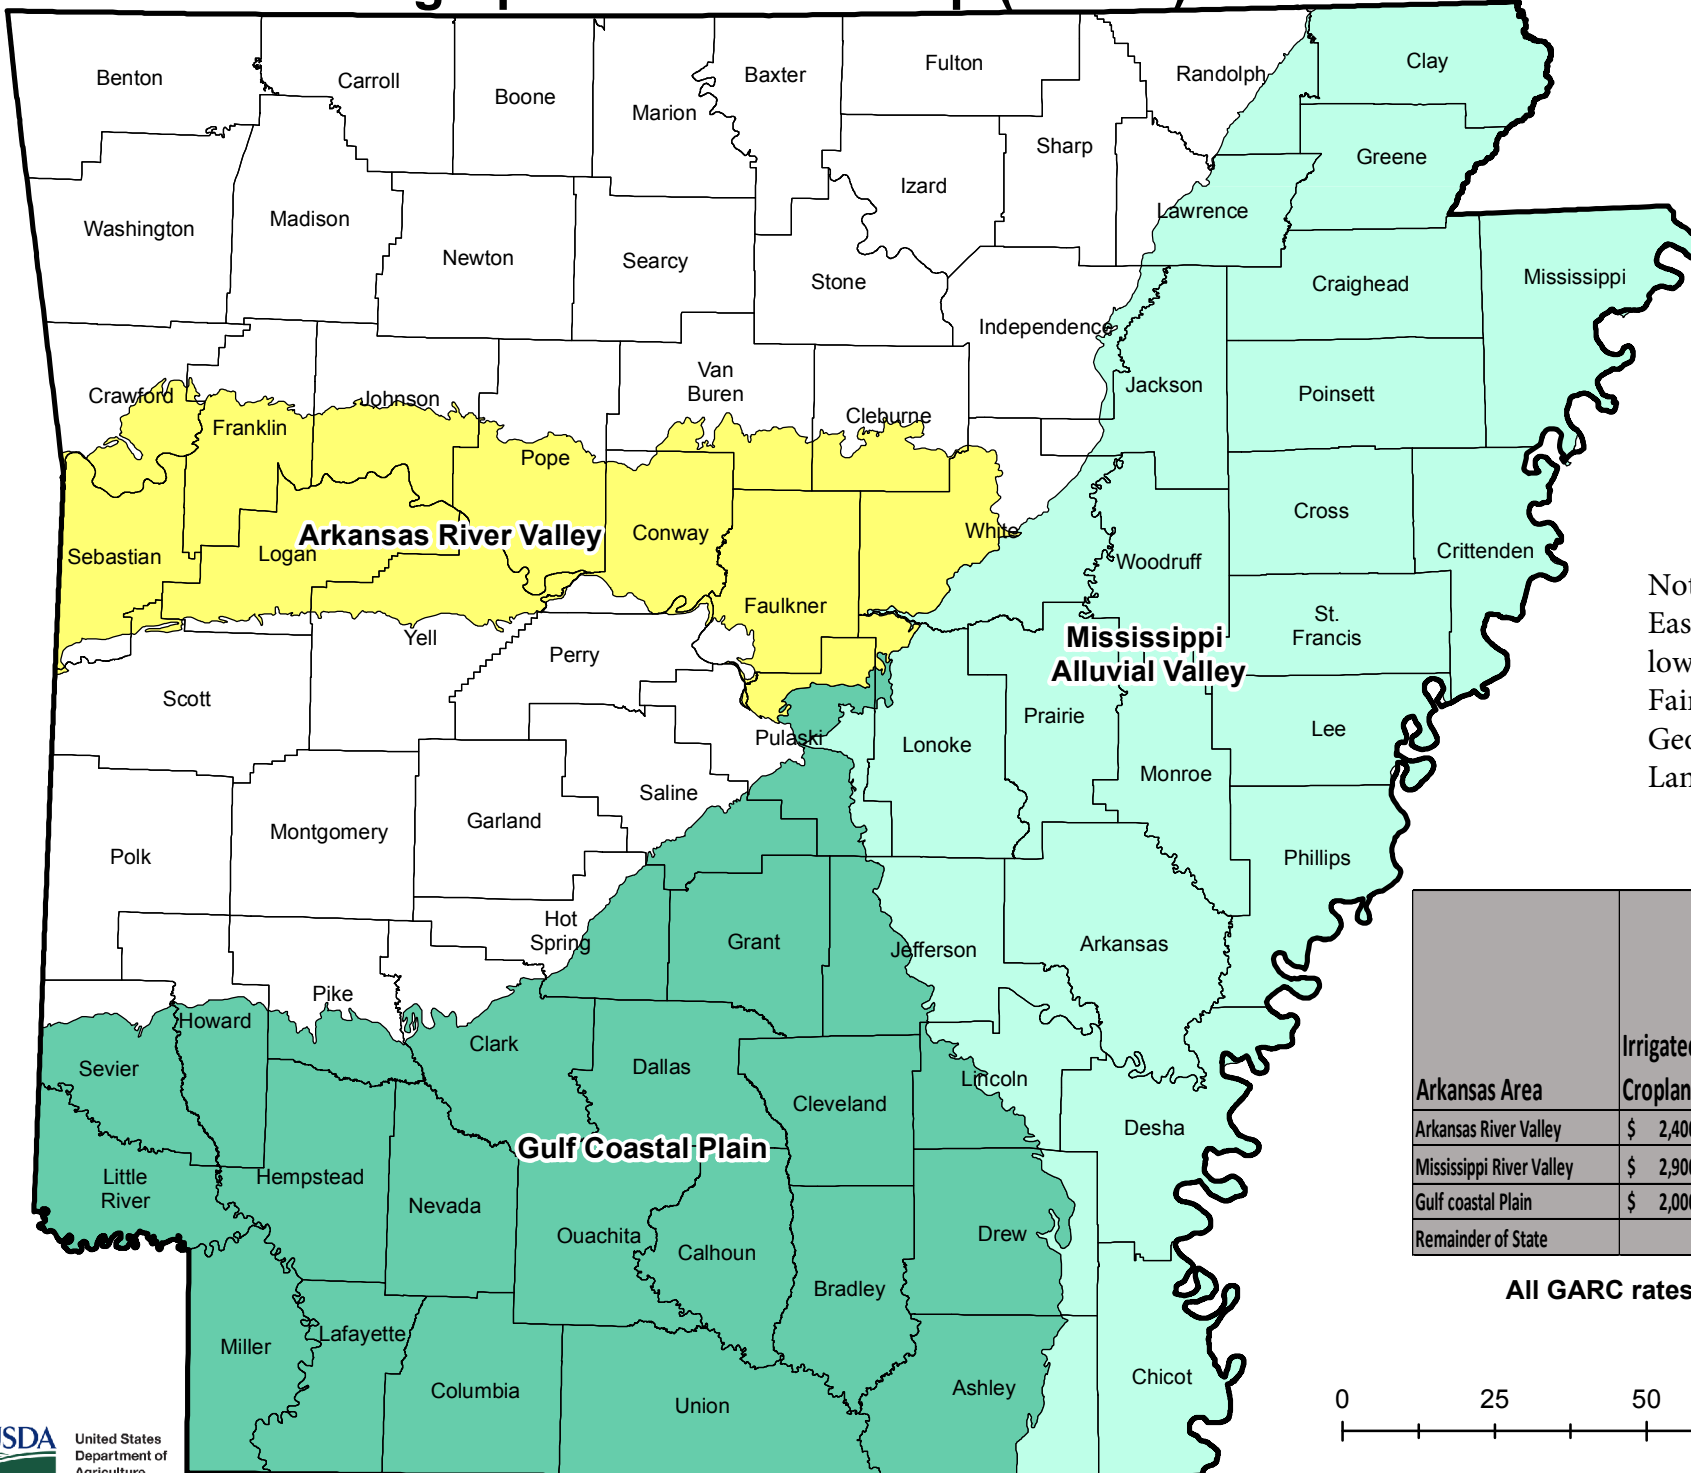 Benton
Carroll
Boone
Marion
Baxter
Fulton
Randolph
Clay
Sharp
Greene
Izard
Lawrence
Washington
Madison
Newton
Searcy
Stone
Craighead
Mississippi
Independence
Van
Buren
Jackson
Poinsett
Crawford
Johnson
Cleburne
Franklin
Pope
Cross
White
Conway
Arkansas River Valley
Sebastian
Logan
Woodruff
Crittenden
Faulkner
St.
Francis
Yell
Perry
Mississippi
Alluvial Valley
Scott
Prairie
Lee
Pulaski
Lonoke
Monroe
Saline
Garland
Montgomery
Polk
Phillips
Hot
Spring
Grant
Jefferson
Arkansas
Pike
Howard
Clark
Sevier
Dallas
Lincoln
Cleveland
Desha
Gulf Coastal Plain
Little
River
Hempstead
Nevada
Ouachita
Calhoun
Drew
Bradley
Miller
Lafayette
Columbia
Union
Ashley
Chicot
Arkansas Area
Arkansas River Valley $
Mississippi River Valley $
Gulf coastal Plain $
Remainder of State
All GARC rates
0 25 50
USDA
United States
Department of
Agriculture